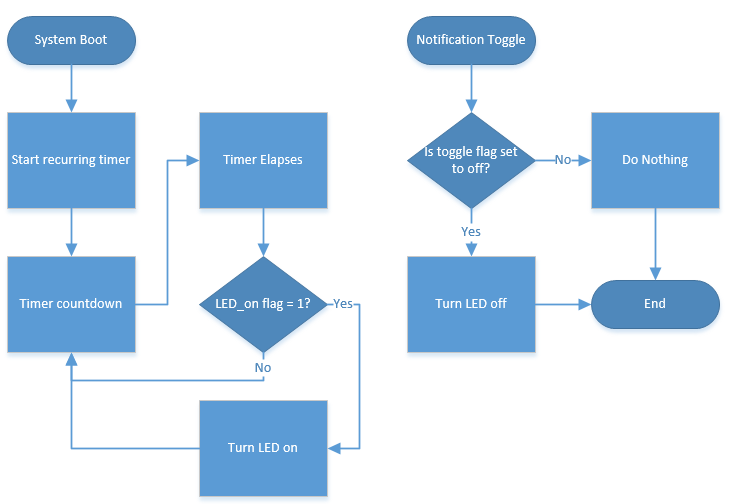 System Boot
Start recurring timer
Timer countdown
Timer Elapses
LED_on flag = 1?
Yes
No
Turn LED on
Notification Toggle
Is toggle flag set
to off?
No
Do Nothing
Yes
Turn LED off
End